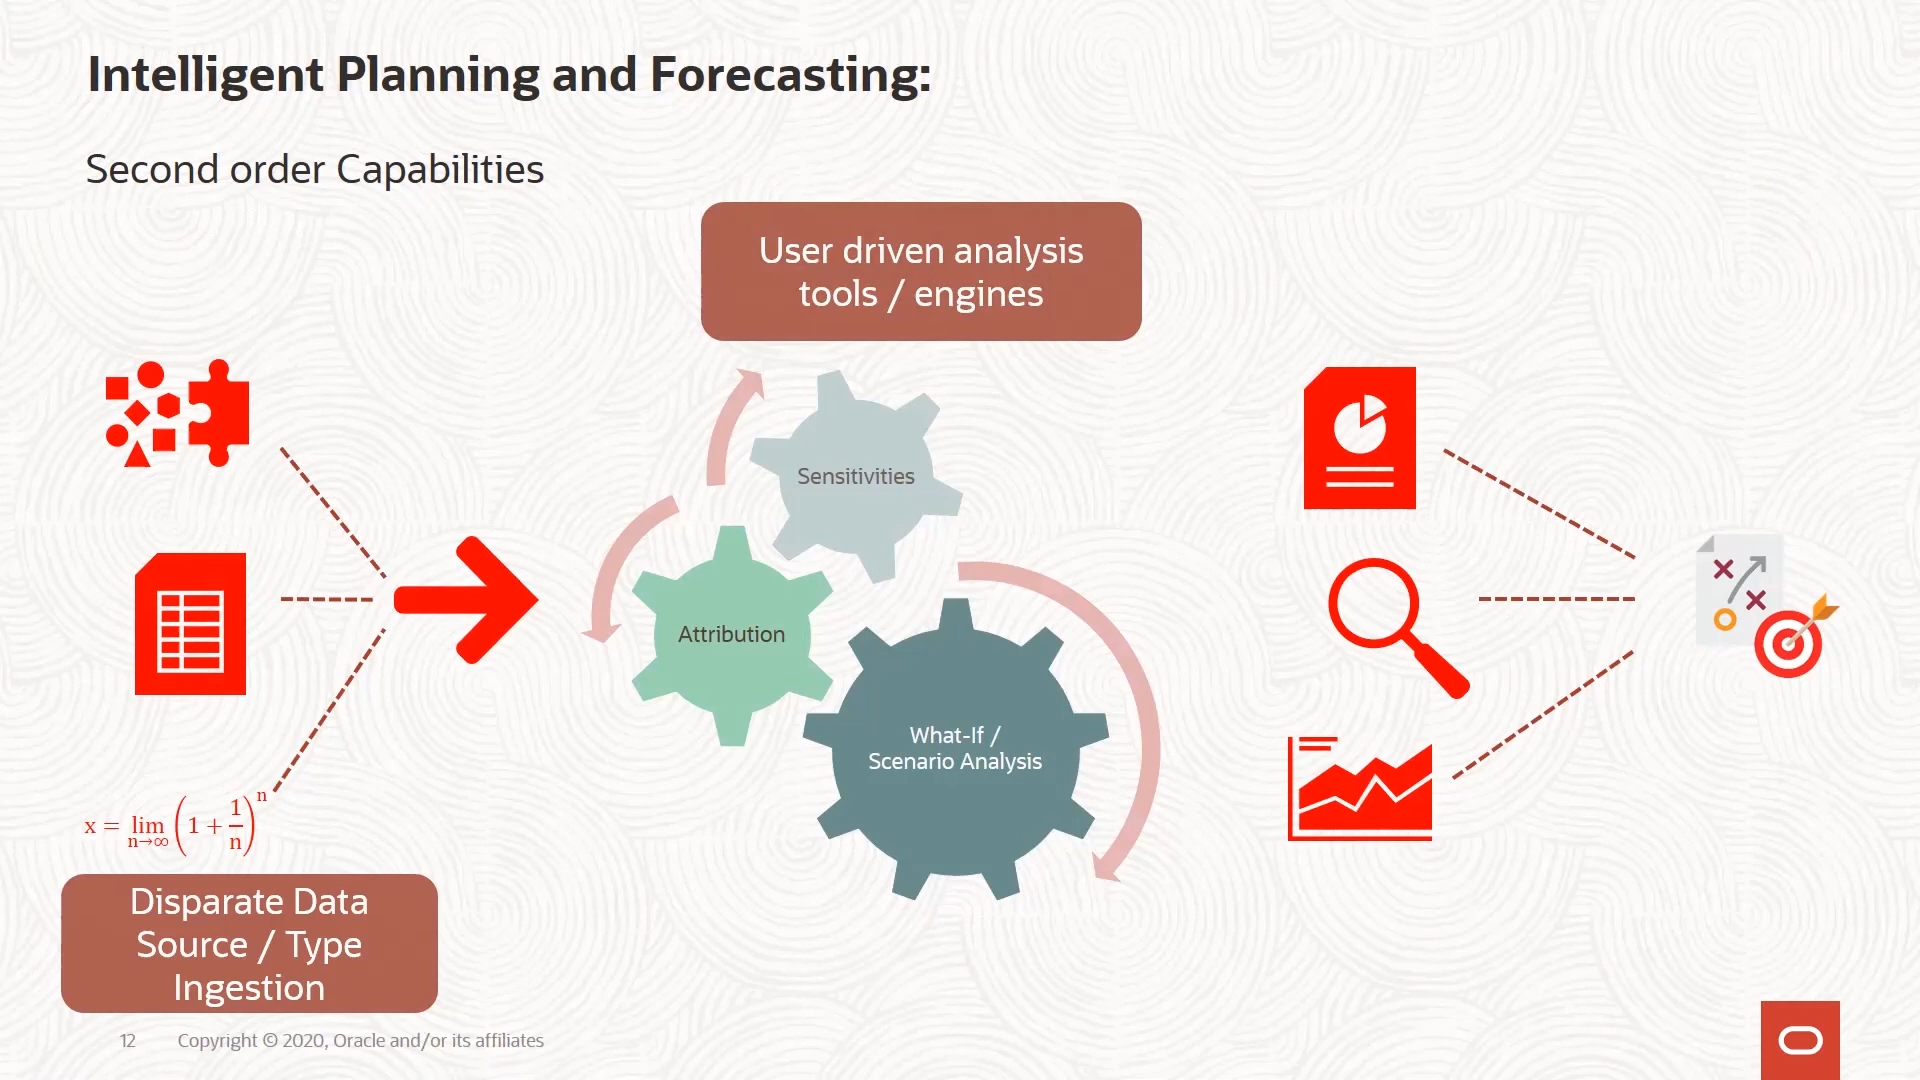 Intelligent Planning and Forecasting:
Second order Capabilities
User driven analysis
tools / engines
Sensitivities
Attribution
What-If /
Scenario Analysis
x = lim n→∞ (1 + 1/n)^n
Disparate Data
Source / Type
Ingestion
12 Copyright © 2020, Oracle and/or its affiliates